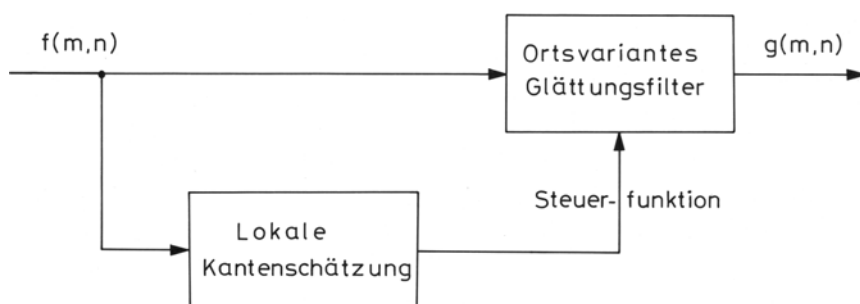 f(m,n)
Ortsvariantes
Glättungsfilter
g(m,n)
Steuer-funktion
Lokale
Kantenschätzung